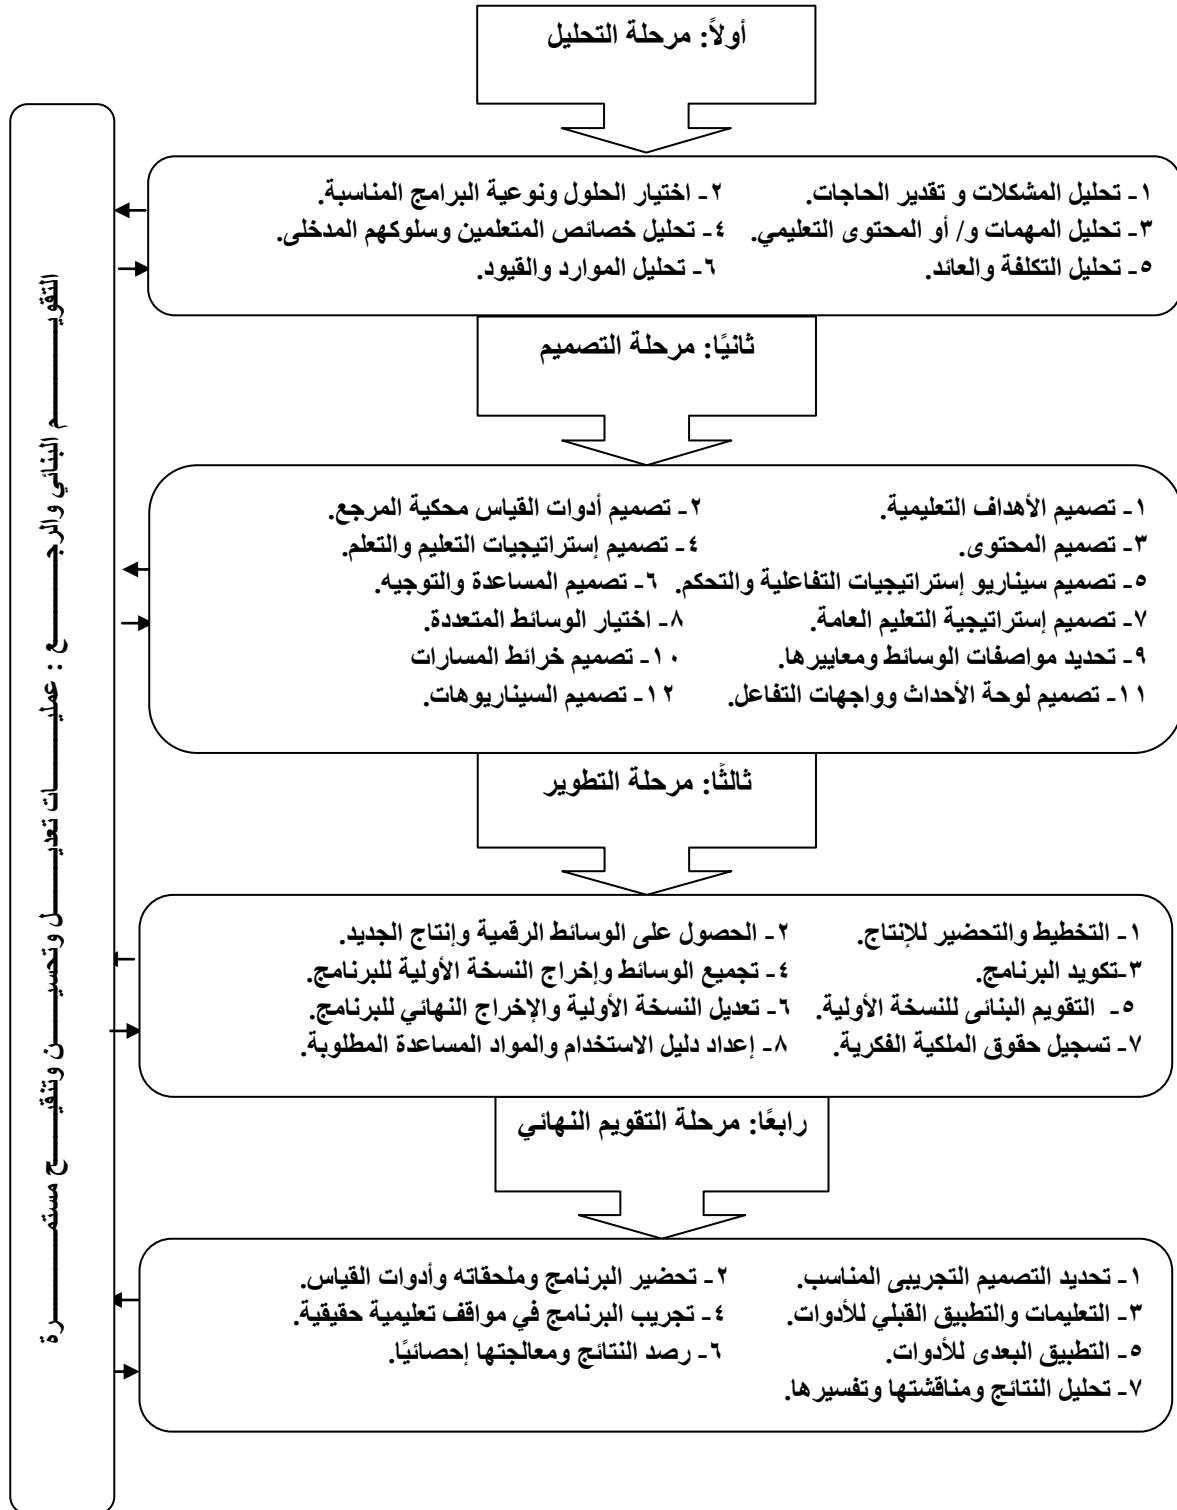 أولاً: مرحلة التحليل
١- تحليل المشكلات و تقدير الحاجات. ٢- اختيار الحلول ونوعية البرامج المناسبة.
٣- تحليل المهمات و/ أو المحتوى التعليمي. ٤- تحليل خصائص المتعلمين وسلوكهم المدخلى.
٥- تحليل التكلفة والعائد. ٦- تحليل الموارد والقيود.
ثانيًا: مرحلة التصميم
١- تصميم الأهداف التعليمية. ٢- تصميم أدوات القياس محكية المرجع.
٣- تصميم المحتوى. ٤- تصميم إستراتيجيات التعليم والتعلم.
٥- تصميم سيناريو إستراتيجيات التفاعلية والتحكم. ٦- تصميم المساعدة والتوجيه.
٧- تصميم إستراتيجية التعليم العامة. ٨- اختيار الوسائط المتعددة.
٩- تحديد مواصفات الوسائط ومعاييرها. ١٠- تصميم خرائط المسارات
١١- تصميم لوحة الأحداث وواجهات التفاعل. ١٢- تصميم السيناريوهات.
ثالثًا: مرحلة التطوير
١- التخطيط والتحضير للإنتاج. ٢- الحصول على الوسائط الرقمية وإنتاج الجديد.
٣-تكويد البرنامج. ٤- تجميع الوسائط وإخراج النسخة الأولية للبرنامج.
٥- التقويم البنائى للنسخة الأولية. ٦- تعديل النسخة الأولية والإخراج النهائي للبرنامج.
٧- تسجيل حقوق الملكية الفكرية. ٨- إعداد دليل الاستخدام والمواد المساعدة المطلوبة.
رابعًا: مرحلة التقويم النهائي
١- تحديد التصميم التجريبى المناسب. ٢- تحضير البرنامج وملحقاته وأدوات القياس.
٣- التعليمات والتطبيق القبلي للأدوات. ٤- تجريب البرنامج في مواقف تعليمية حقيقية.
٥- التطبيق البعدى للأدوات. ٦- رصد النتائج ومعالجتها إحصائيًا.
٧- تحليل النتائج ومناقشتها وتفسيرها.
التقويـــــــم البنائي والرجـــــــع : عمليـــــــات تعديـــــــل وتحسيـــــــن وتنقيـــــــح مستمـــــــرة